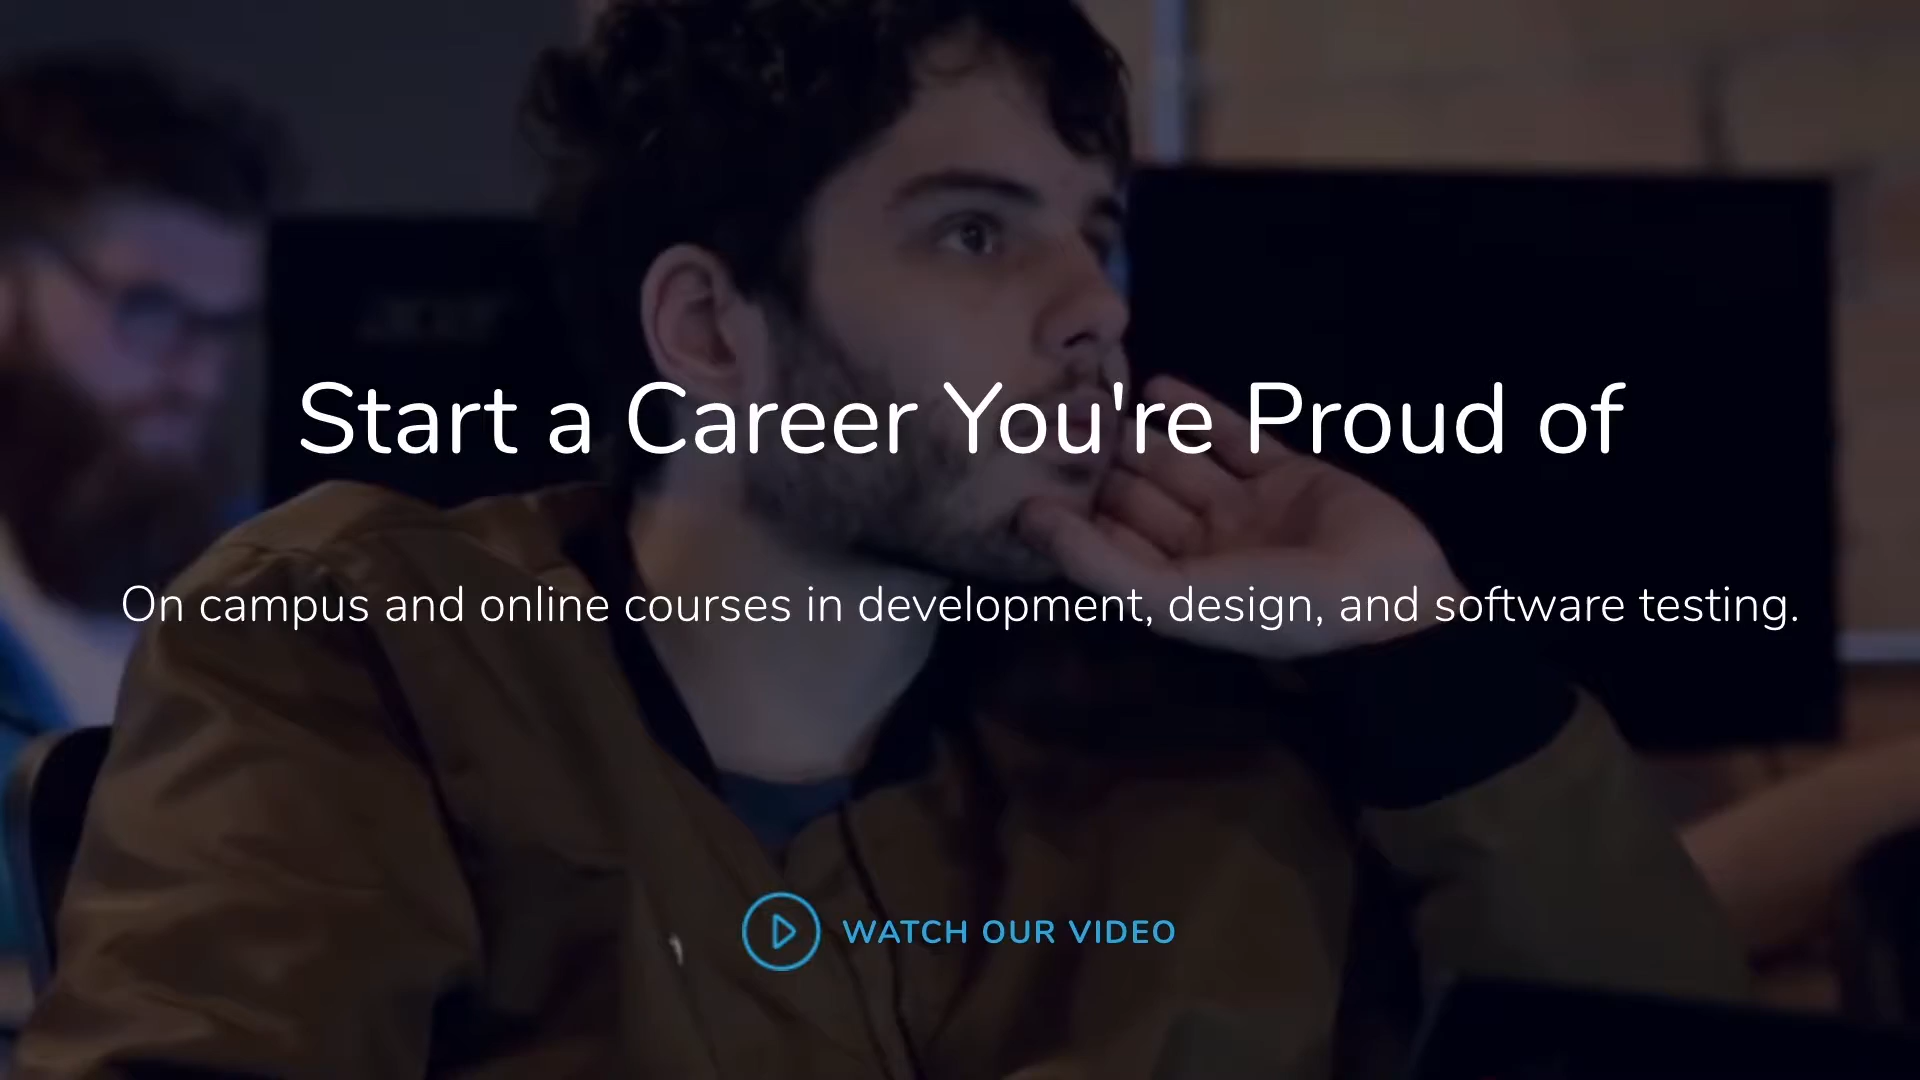 Start a Career You're Proud of
On campus and online courses in development, design, and software testing.
WATCH OUR VIDEO